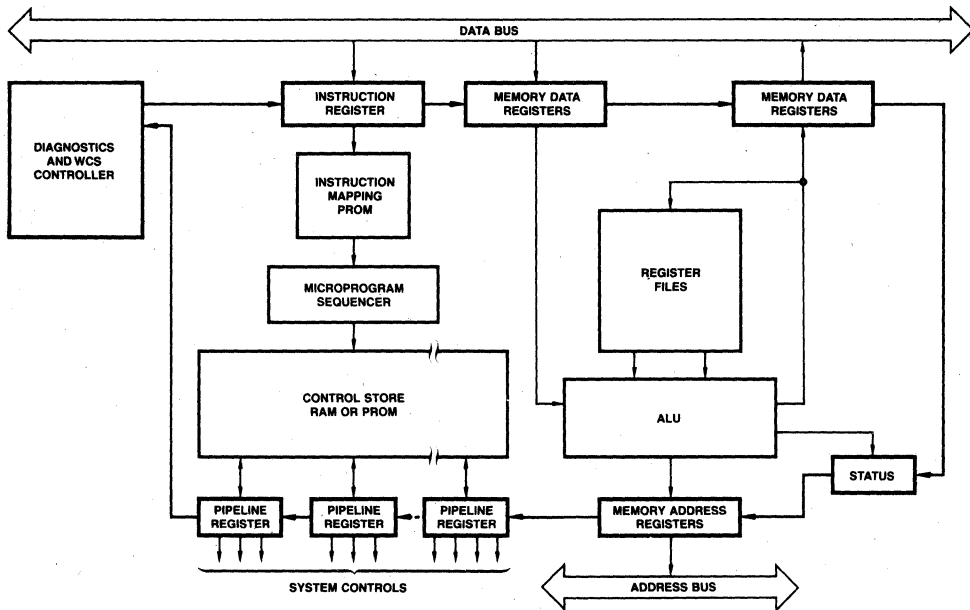 DATA BUS
DIAGNOSTICS
AND WCS
CONTROLLER
INSTRUCTION
REGISTER
MEMORY DATA
REGISTERS
MEMORY DATA
REGISTERS
INSTRUCTION
MAPPING
PROM
REGISTER
FILES
MICROPROGRAM
SEQUENCER
CONTROL STORE
RAM OR PROM
ALU
STATUS
PIPELINE
REGISTER
PIPELINE
REGISTER
PIPELINE
REGISTER
MEMORY ADDRESS
REGISTERS
SYSTEM CONTROLS
ADDRESS BUS